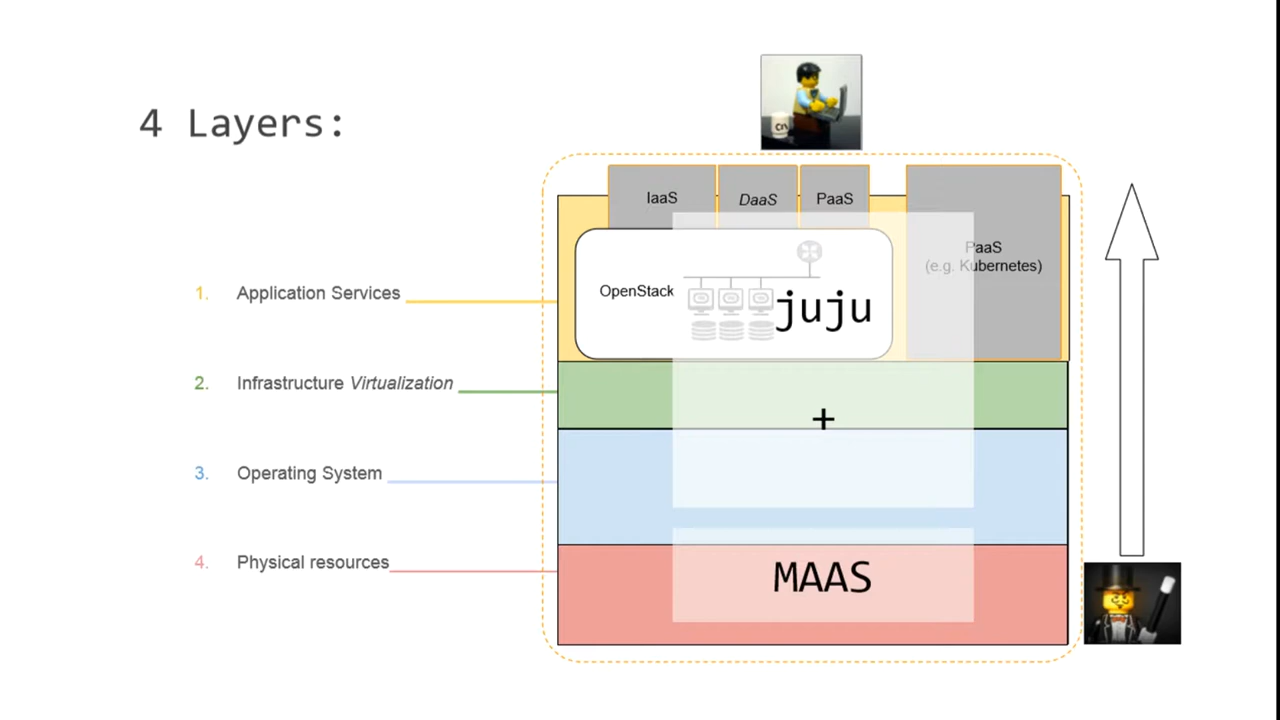 4 Layers:
1. Application Services
2. Infrastructure Virtualization
3. Operating System
4. Physical resources
IaaS
DaaS
PaaS
PaaS
(e.g. Kubernetes)
OpenStack
juju
+
MAAS